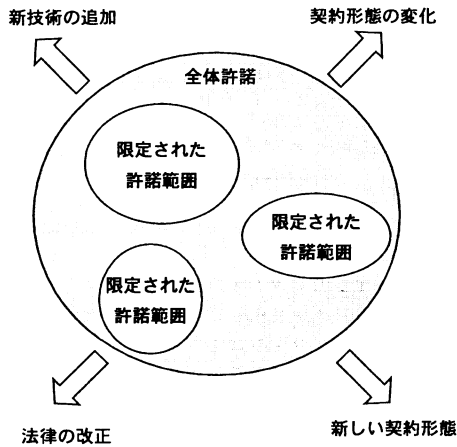 新技術の追加
契約形態の変化
全体許諾
限定された
許諾範囲
限定された
許諾範囲
限定された
許諾範囲
法律の改正
新しい契約形態